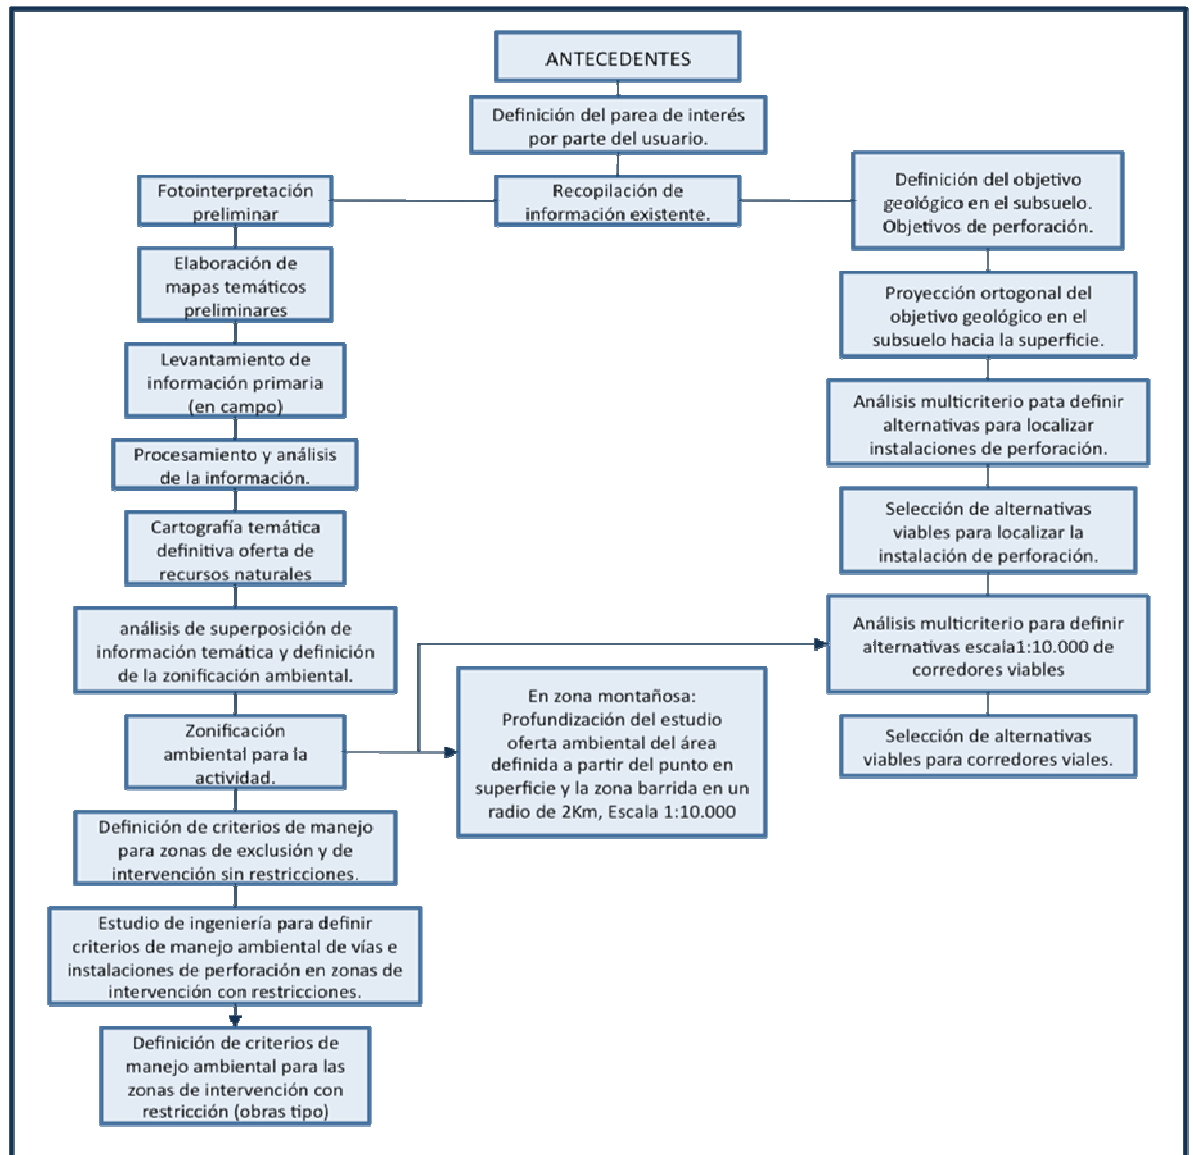 ANTECEDENTES
Definición del parea de interés
por parte del usuario.
Recopilación de
información existente.
Fotointerpretación
preliminar
Elaboración de
mapas temáticos
preliminares
Levantamiento de
información primaria
(en campo)
Procesamiento y análisis
de la información.
Cartografía temática
definitiva oferta de
recursos naturales
análisis de superposición de
información temática y definición
de la zonificación ambiental.
Zonificación
ambiental para la
actividad.
Definición de criterios de manejo
para zonas de exclusión y de
intervención sin restricciones.
Estudio de ingeniería para definir
criterios de manejo ambiental de vías e
instalaciones de perforación en zonas de
intervención con restricciones.
Definición de criterios de
manejo ambiental para las
zonas de intervención con
restricción (obras tipo)
En zona montañosa:
Profundización del estudio
oferta ambiental del área
definida a partir del punto en
superficie y la zona barrida en un
radio de 2Km, Escala 1:10.000
Definición del objetivo
geológico en el subsuelo.
Objetivos de perforación.
Proyección ortogonal del
objetivo geológico en el
subsuelo hacia la superficie.
Análisis multicriterio pata definir
alternativas para localizar
instalaciones de perforación.
Selección de alternativas
viables para localizar la
instalación de perforación.
Análisis multicriterio para definir
alternativas escala1:10.000 de
corredores viables
Selección de alternativas
viables para corredores viales.